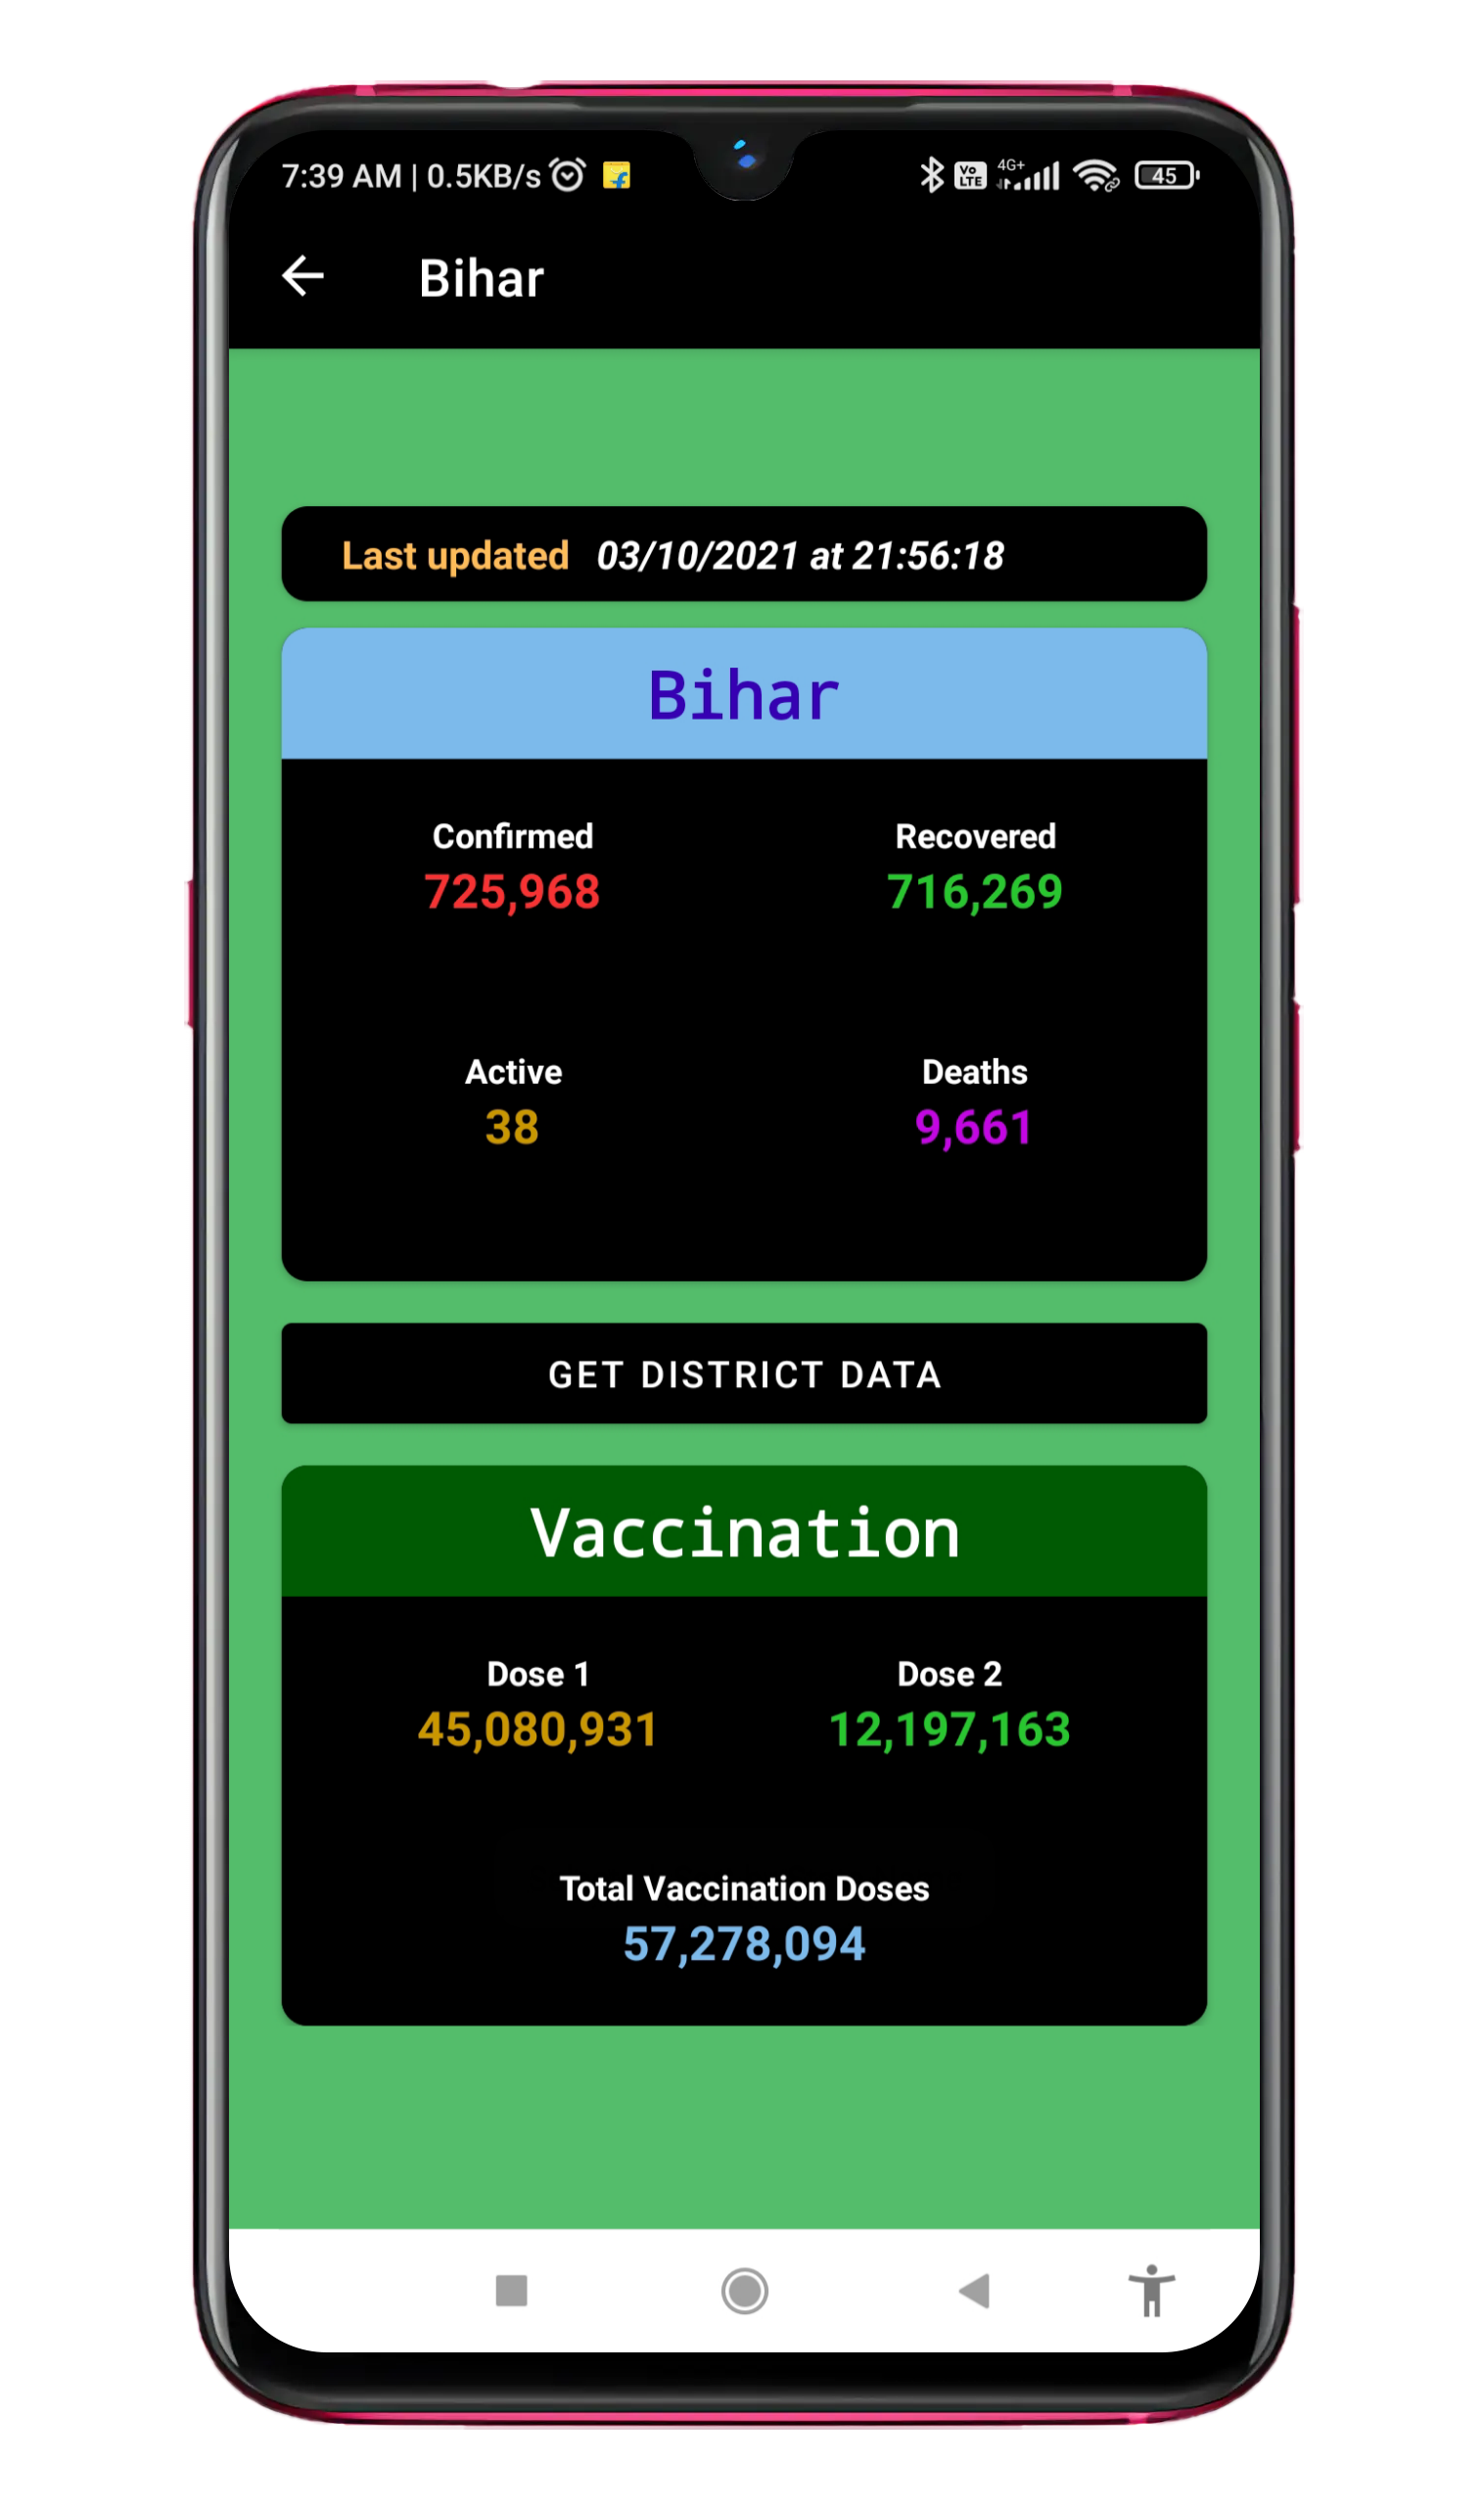 7:39 AM | 0.5KB/s Vo LTE 4G+ 45
Bihar
Last updated 03/10/2021 at 21:56:18
Bihar
Confirmed Recovered
725,968 716,269
Active Deaths
38 9,661
GET DISTRICT DATA
Vaccination
Dose 1 Dose 2
45,080,931 12,197,163
Total Vaccination Doses
57,278,094